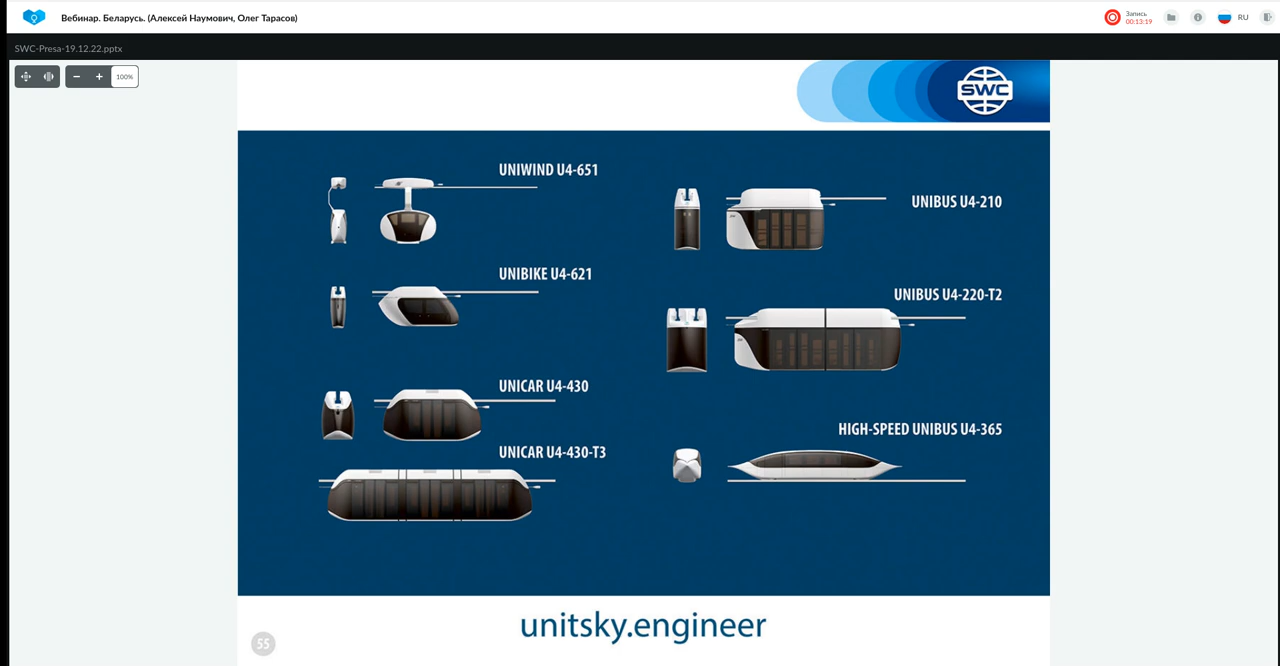 Вебинар. Беларусь. (Алексей Наумович, Олег Тарасов)
Запись
00:13:19
RU
SWC-Presa-19.12.22.pptx
100%
SWC
UNIWIND U4-651
UNIBUS U4-210
UNIBIKE U4-621
UNIBUS U4-220-T2
UNICAR U4-430
HIGH-SPEED UNIBUS U4-365
UNICAR U4-430-T3
unitsky.engineer
55